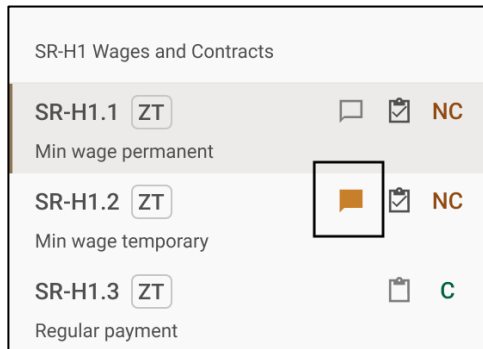 SR-H1 Wages and Contracts
SR-H1.1 ZT NC
Min wage permanent
SR-H1.2 ZT NC
Min wage temporary
SR-H1.3 ZT C
Regular payment